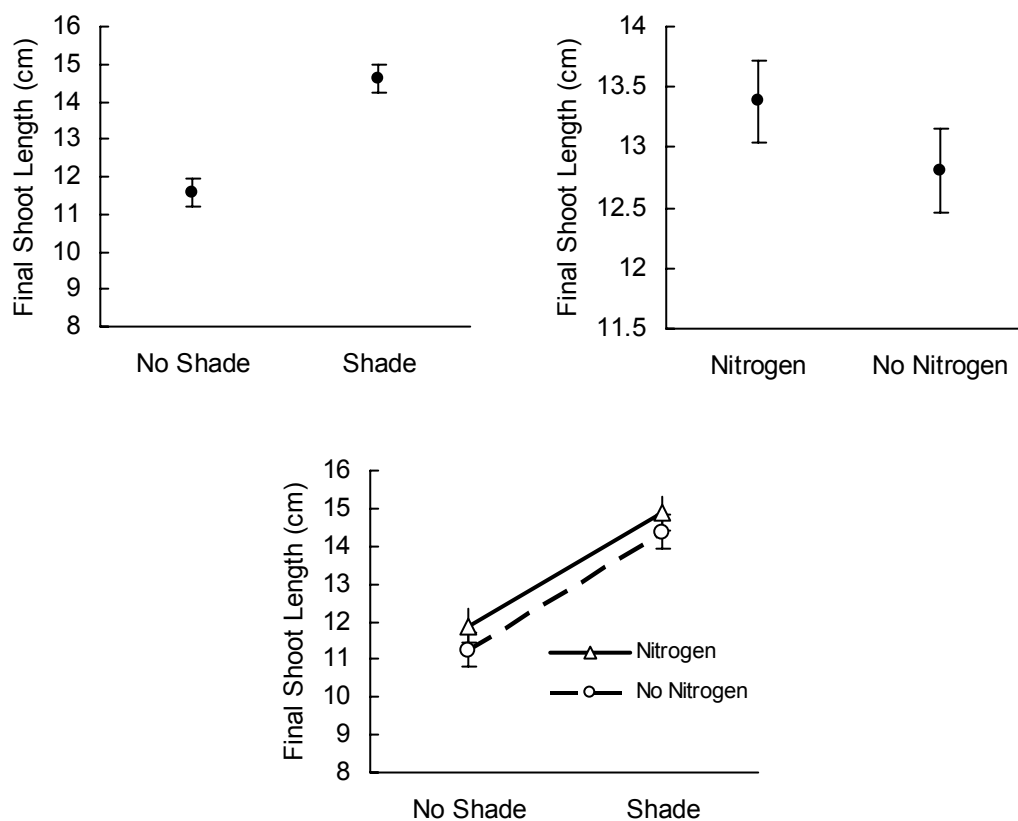 Final Shoot Length (cm)
16
15
14
13
12
11
10
9
8
No Shade
Shade
Final Shoot Length (cm)
14
13.5
13
12.5
12
11.5
Nitrogen
No Nitrogen
Final Shoot Length (cm)
16
15
14
13
12
11
10
9
8
Nitrogen
No Nitrogen
No Shade
Shade